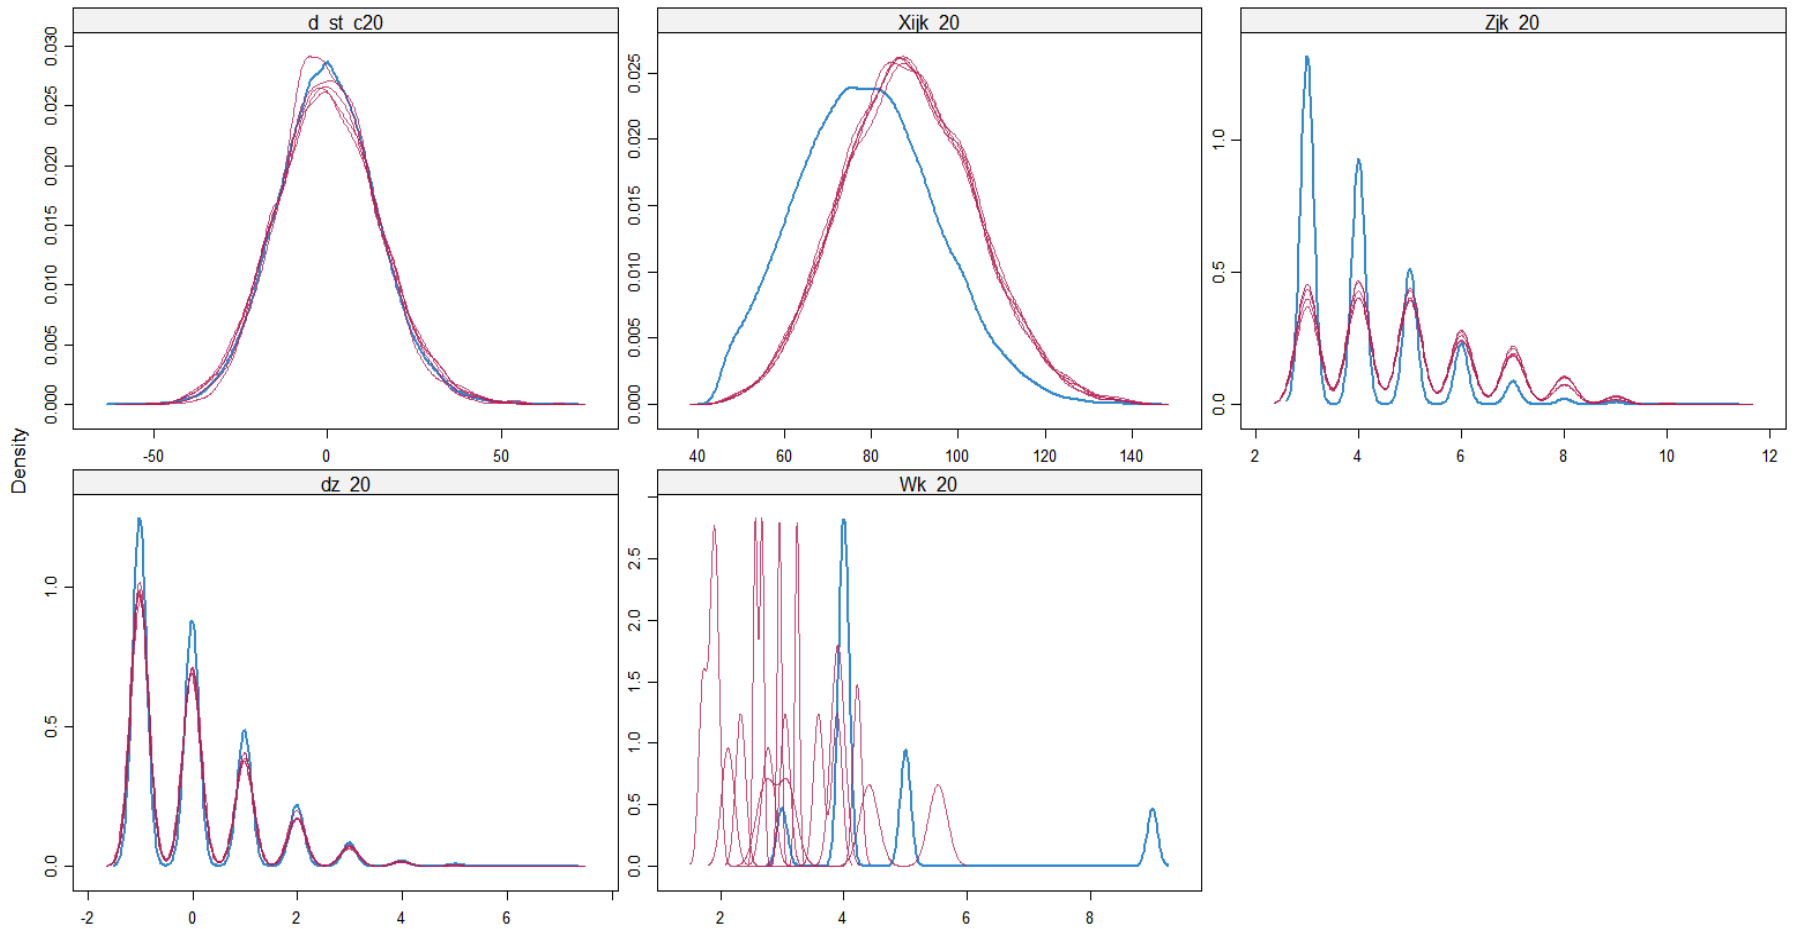 d_st_c20
Xijk_20
Zjk_20
0.000 0.005 0.010 0.015 0.020 0.025 0.030
0.000 0.005 0.010 0.015 0.020 0.025
0.0 0.5 1.0
-50 0 50
40 60 80 100 120 140
2 4 6 8 10 12
Density
dz_20
Wk_20
0.0 0.5 1.0
0.0 0.5 1.0 1.5 2.0 2.5
-2 0 2 4 6
2 4 6 8